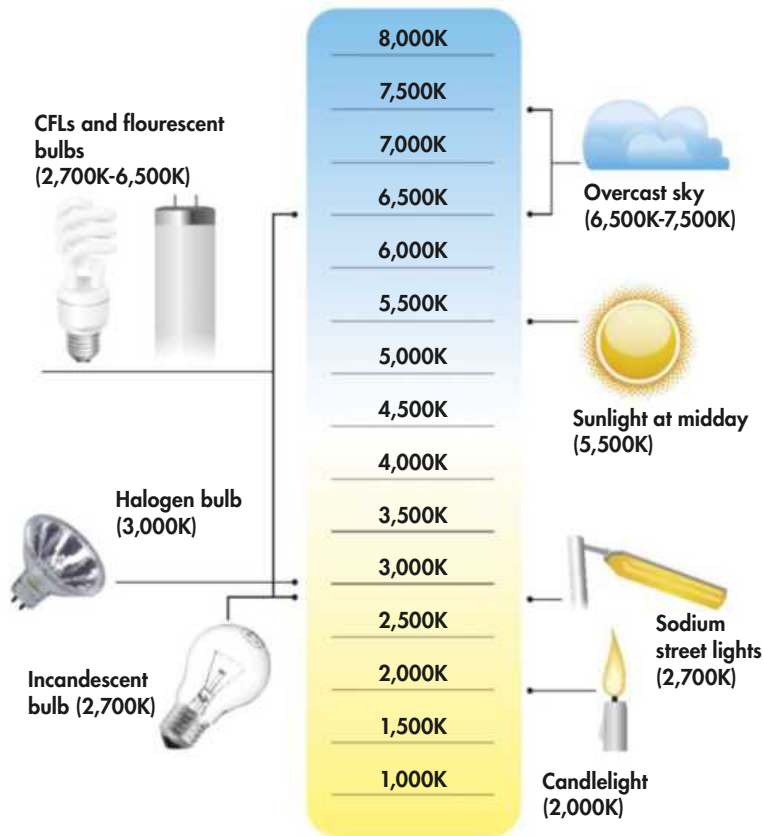 8,000K
7,500K
7,000K
6,500K
6,000K
5,500K
5,000K
4,500K
4,000K
3,500K
3,000K
2,500K
2,000K
1,500K
1,000K
CFLs and flourescent
bulbs
(2,700K-6,500K)
Halogen bulb
(3,000K)
Incandescent
bulb (2,700K)
Overcast sky
(6,500K-7,500K)
Sunlight at midday
(5,500K)
Sodium
street lights
(2,700K)
Candlelight
(2,000K)